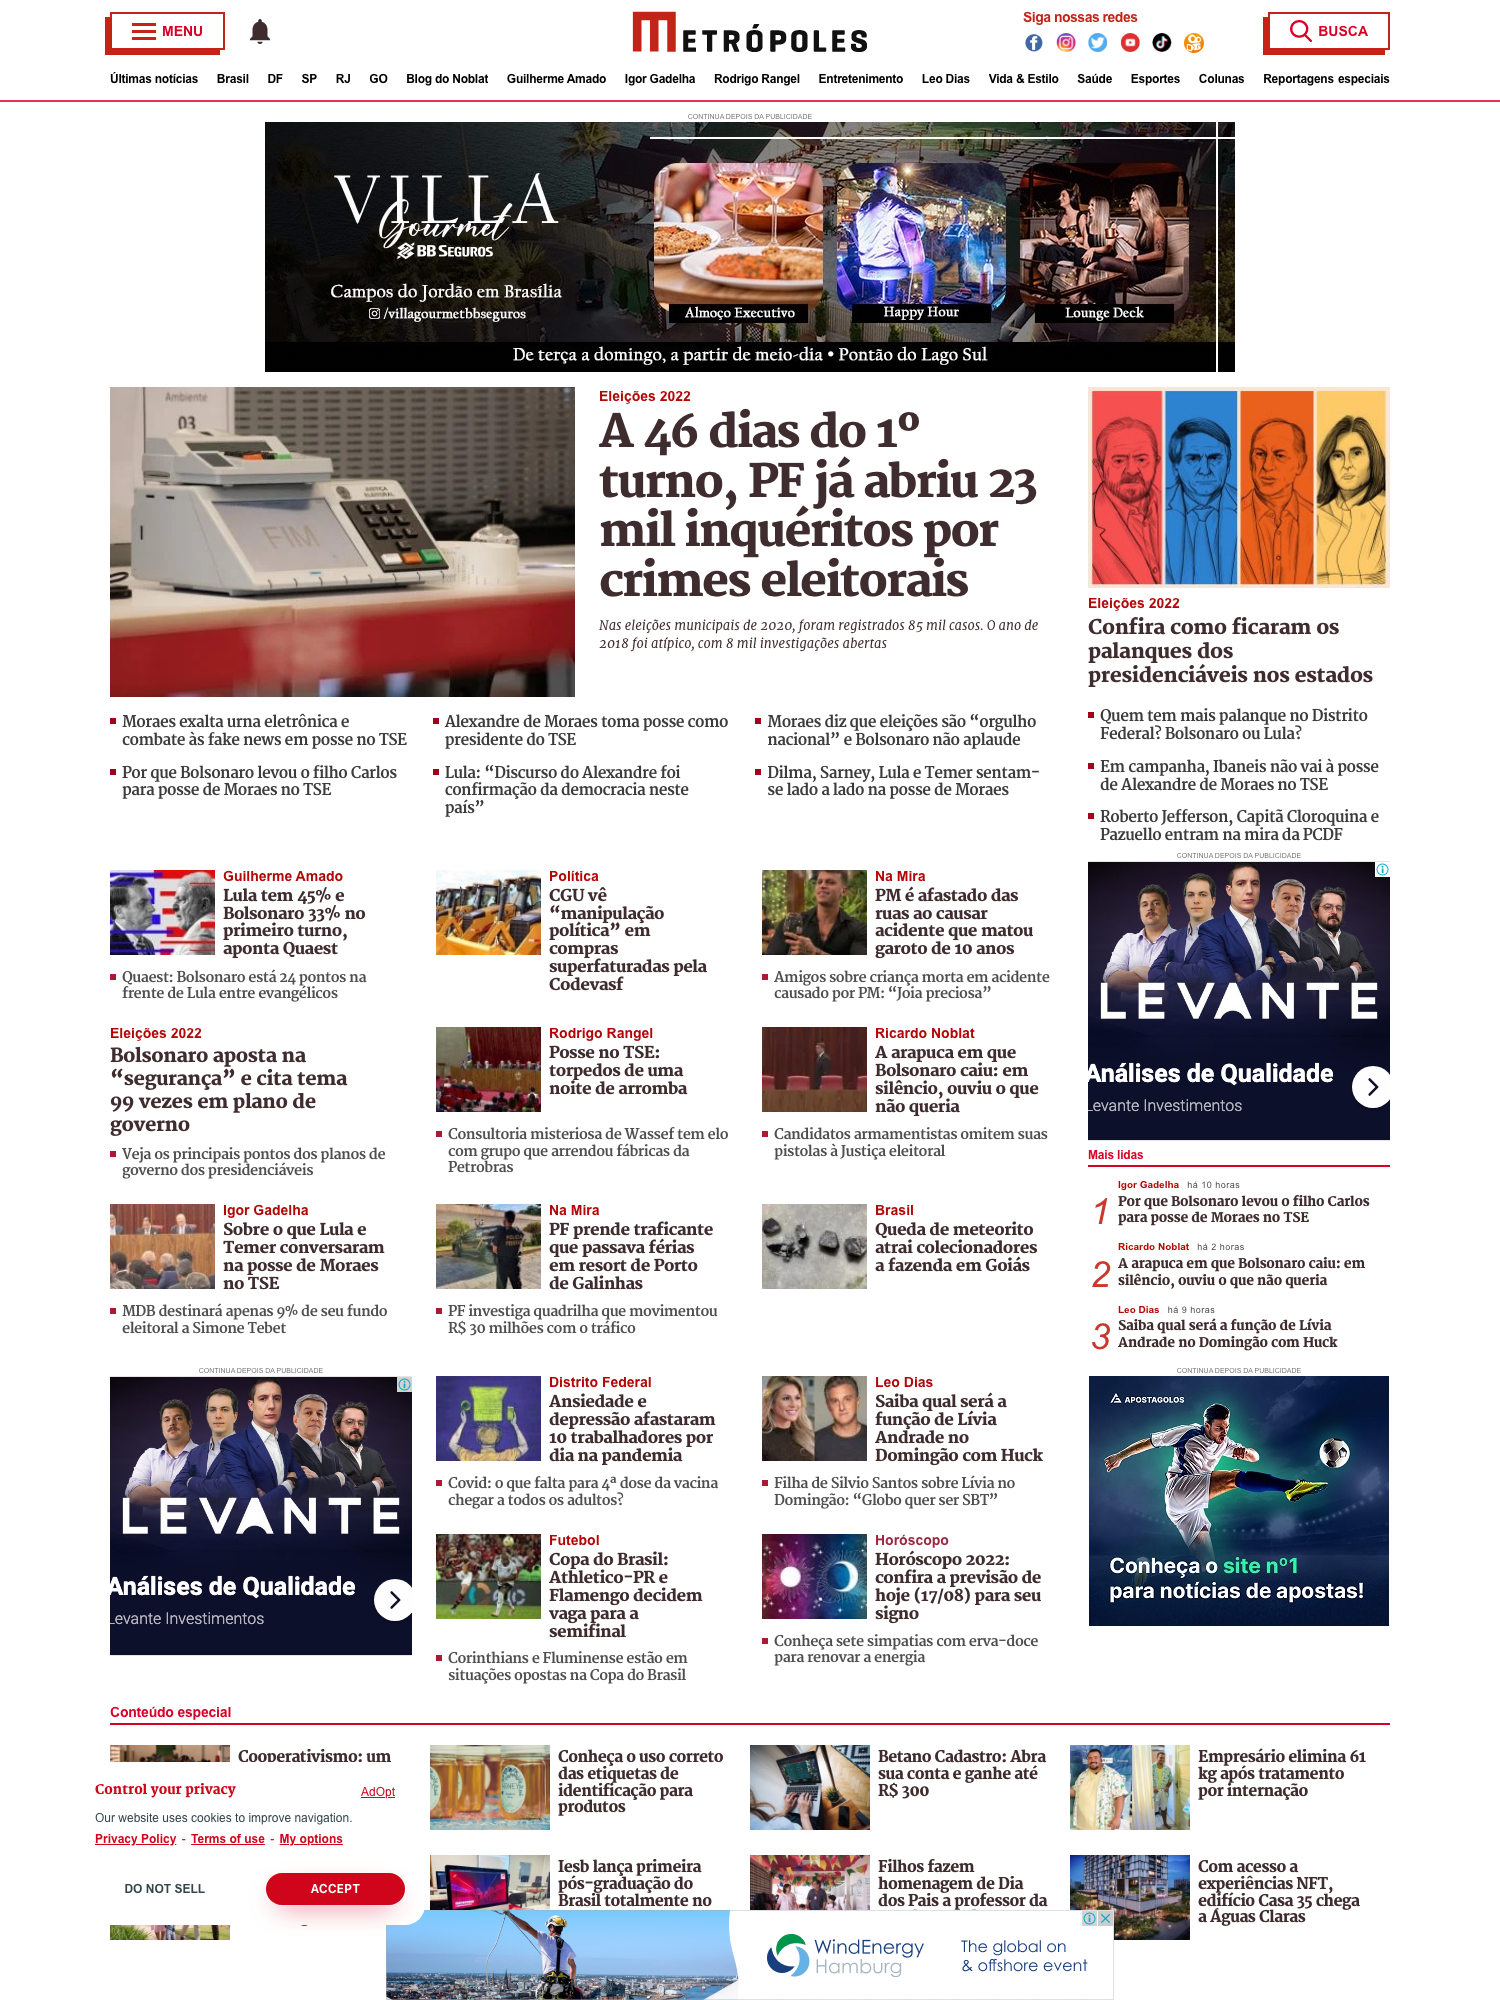 MENU
METRÓPOLES
Siga nossas redes
BUSCA
Últimas notícias Brasil DF SP RJ GO Blog do Noblat Guilherme Amado Igor Gadelha Rodrigo Rangel Entretenimento Leo Dias Vida & Estilo Saúde Esportes Colunas Reportagens especiais
CONTINUA DEPOIS DA PUBLICIDADE
VILLA
Gourmet
BB SEGUROS
Campos do Jordão em Brasília
/villagourmetbbseguros
Almoço Executivo
Happy Hour
Lounge Deck
De terça a domingo, a partir de meio-dia • Pontão do Lago Sul
Ambiente
03
JUSTIÇA
ELEITORAL
FIM
Eleições 2022
A 46 dias do 1º
turno, PF já abriu 23
mil inquéritos por
crimes eleitorais
Nas eleições municipais de 2020, foram registrados 85 mil casos. O ano de
2018 foi atípico, com 8 mil investigações abertas
Moraes exalta urna eletrônica e
combate às fake news em posse no TSE
Por que Bolsonaro levou o filho Carlos
para posse de Moraes no TSE
Alexandre de Moraes toma posse como
presidente do TSE
Lula: “Discurso do Alexandre foi
confirmação da democracia neste
país”
Moraes diz que eleições são “orgulho
nacional” e Bolsonaro não aplaude
Dilma, Sarney, Lula e Temer sentam-
se lado a lado na posse de Moraes
Eleições 2022
Confira como ficaram os
palanques dos
presidenciáveis nos estados
Quem tem mais palanque no Distrito
Federal? Bolsonaro ou Lula?
Em campanha, Ibaneis não vai à posse
de Alexandre de Moraes no TSE
Roberto Jefferson, Capitã Cloroquina e
Pazuello entram na mira da PCDF
Guilherme Amado
Lula tem 45% e
Bolsonaro 33% no
primeiro turno,
aponta Quaest
Quaest: Bolsonaro está 24 pontos na
frente de Lula entre evangélicos
Política
CGU vê
“manipulação
política” em
compras
superfaturadas pela
Codevasf
Na Mira
PM é afastado das
ruas ao causar
acidente que matou
garoto de 10 anos
Amigos sobre criança morta em acidente
causado por PM: “Joia preciosa”
Eleições 2022
Bolsonaro aposta na
“segurança” e cita tema
99 vezes em plano de
governo
Veja os principais pontos dos planos de
governo dos presidenciáveis
Rodrigo Rangel
Posse no TSE:
torpedos de uma
noite de arromba
Consultoria misteriosa de Wassef tem elo
com grupo que arrendou fábricas da
Petrobras
Ricardo Noblat
A arapuca em que
Bolsonaro caiu: em
silêncio, ouviu o que
não queria
Candidatos armamentistas omitem suas
pistolas à Justiça eleitoral
Igor Gadelha
Sobre o que Lula e
Temer conversaram
na posse de Moraes
no TSE
MDB destinará apenas 9% de seu fundo
eleitoral a Simone Tebet
Na Mira
PF prende traficante
que passava férias
em resort de Porto
de Galinhas
PF investiga quadrilha que movimentou
R$ 30 milhões com o tráfico
Brasil
Queda de meteorito
atrai colecionadores
a fazenda em Goiás
CONTINUA DEPOIS DA PUBLICIDADE
LEVANTE
Análises de Qualidade
Levante Investimentos
Mais lidas
Igor Gadelha há 10 horas
1 Por que Bolsonaro levou o filho Carlos
para posse de Moraes no TSE
Ricardo Noblat há 2 horas
2 A arapuca em que Bolsonaro caiu: em
silêncio, ouviu o que não queria
Leo Dias há 9 horas
3 Saiba qual será a função de Lívia
Andrade no Domingão com Huck
CONTINUA DEPOIS DA PUBLICIDADE
LEVANTE
Análises de Qualidade
Levante Investimentos
Distrito Federal
Ansiedade e
depressão afastaram
10 trabalhadores por
dia na pandemia
Covid: o que falta para 4ª dose da vacina
chegar a todos os adultos?
Leo Dias
Saiba qual será a
função de Lívia
Andrade no
Domingão com Huck
Filha de Silvio Santos sobre Lívia no
Domingão: “Globo quer ser SBT”
Futebol
Copa do Brasil:
Athletico-PR e
Flamengo decidem
vaga para a
semifinal
Corinthians e Fluminense estão em
situações opostas na Copa do Brasil
Horóscopo
Horóscopo 2022:
confira a previsão de
hoje (17/08) para seu
signo
Conheça sete simpatias com erva-doce
para renovar a energia
CONTINUA DEPOIS DA PUBLICIDADE
APOSTAGOLOS
Conheça o site nº1
para notícias de apostas!
Conteúdo especial
Cooperativismo: um
Conheça o uso correto
das etiquetas de
identificação para
produtos
Betano Cadastro: Abra
sua conta e ganhe até
R$ 300
Empresário elimina 61
kg após tratamento
por internação
Control your privacy
AdOpt
Our website uses cookies to improve navigation.
Privacy Policy - Terms of use - My options
DO NOT SELL
ACCEPT
Iesb lança primeira
pós-graduação do
Brasil totalmente no
Filhos fazem
homenagem de Dia
dos Pais a professor da
Com acesso a
experiências NFT,
edifício Casa 35 chega
a Águas Claras
WindEnergy
Hamburg
The global on
& offshore event